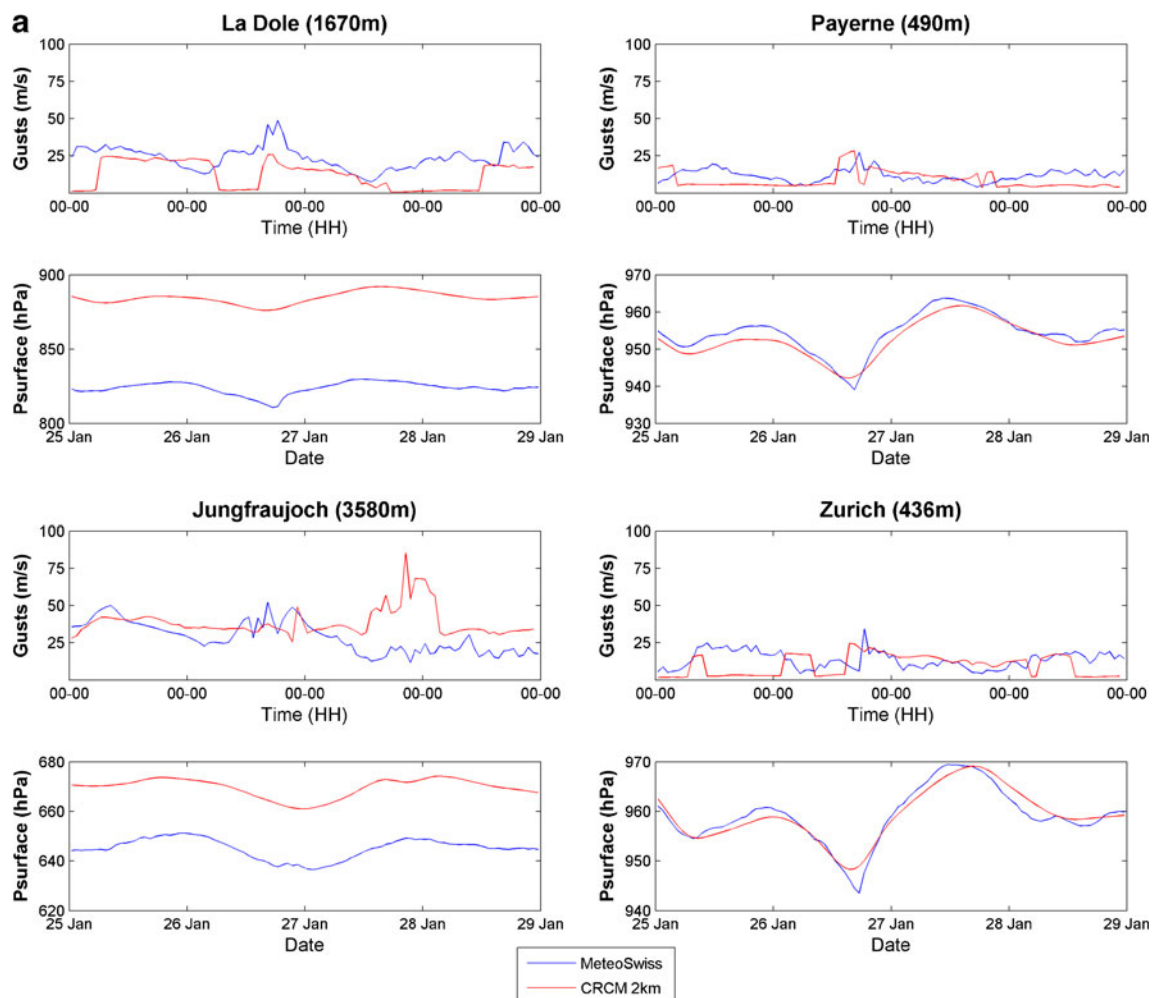 a
La Dole (1670m)
100
75
50
25
Gusts (m/s)
00-00 00-00 00-00 00-00 00-00
Time (HH)
Payerne (490m)
100
75
50
25
Gusts (m/s)
00-00 00-00 00-00 00-00 00-00
Time (HH)
900
850
800
Psurface (hPa)
25 Jan 26 Jan 27 Jan 28 Jan 29 Jan
Date
970
960
950
940
930
Psurface (hPa)
25 Jan 26 Jan 27 Jan 28 Jan 29 Jan
Date
Jungfraujoch (3580m)
100
75
50
25
Gusts (m/s)
00-00 00-00 00-00 00-00 00-00
Time (HH)
Zurich (436m)
100
75
50
25
Gusts (m/s)
00-00 00-00 00-00 00-00 00-00
Time (HH)
680
660
640
620
Psurface (hPa)
25 Jan 26 Jan 27 Jan 28 Jan 29 Jan
Date
970
960
950
940
Psurface (hPa)
25 Jan 26 Jan 27 Jan 28 Jan 29 Jan
Date
MeteoSwiss
CRCM 2km